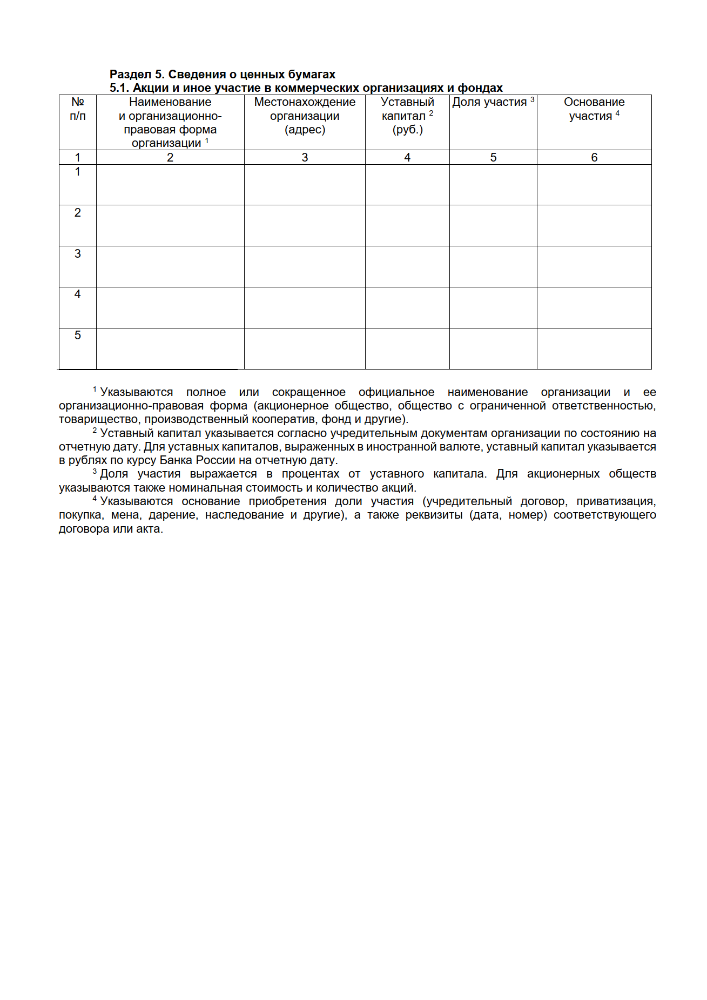 Раздел 5. Сведения о ценных бумагах
5.1. Акции и иное участие в коммерческих организациях и фондах
№ п/п
Наименование и организационно-правовая форма организации 1
Местонахождение организации (адрес)
Уставный капитал 2 (руб.)
Доля участия 3
Основание участия 4
1 2 3 4 5 6
1
2
3
4
5
1 Указываются полное или сокращенное официальное наименование организации и ее
организационно-правовая форма (акционерное общество, общество с ограниченной ответственностью,
товарищество, производственный кооператив, фонд и другие).
2 Уставный капитал указывается согласно учредительным документам организации по состоянию на
отчетную дату. Для уставных капиталов, выраженных в иностранной валюте, уставный капитал указывается
в рублях по курсу Банка России на отчетную дату.
3 Доля участия выражается в процентах от уставного капитала. Для акционерных обществ
указываются также номинальная стоимость и количество акций.
4 Указываются основание приобретения доли участия (учредительный договор, приватизация,
покупка, мена, дарение, наследование и другие), а также реквизиты (дата, номер) соответствующего
договора или акта.